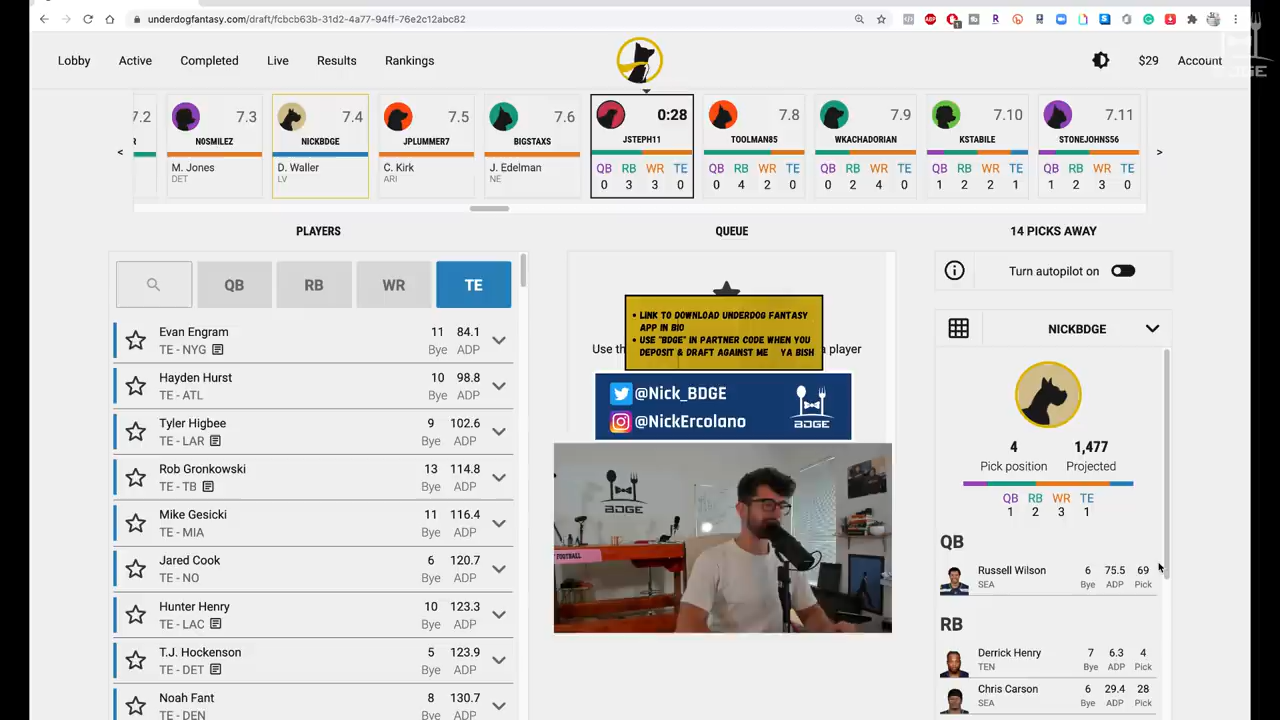 underdogfantasy.com/draft/fcbcb63b-31d2-4a77-94ff-76e2c12abc82
Lobby
Active
Completed
Live
Results
Rankings
$29
Account
BDGE
7.2
R
7.3
NOSMILEZ
M. Jones
DET
7.4
NICKBDGE
D. Waller
LV
7.5
JPLUMMER7
C. Kirk
ARI
7.6
BIGSTAXS
J. Edelman
NE
0:28
JSTEPH11
QB RB WR TE
0 3 3 0
7.8
TOOLMAN85
QB RB WR TE
0 4 2 0
7.9
WKACHADORIAN
QB RB WR TE
0 2 4 0
7.10
KSTABILE
QB RB WR TE
1 2 2 1
7.11
STONEJOHNS56
QB RB WR TE
1 2 3 0
<
>
PLAYERS
QB
RB
WR
TE
Evan Engram 11 84.1
TE - NYG Bye ADP
Hayden Hurst 10 98.8
TE - ATL Bye ADP
Tyler Higbee 9 102.6
TE - LAR Bye ADP
Rob Gronkowski 13 114.8
TE - TB Bye ADP
Mike Gesicki 11 116.4
TE - MIA Bye ADP
Jared Cook 6 120.7
TE - NO Bye ADP
Hunter Henry 10 123.3
TE - LAC Bye ADP
T.J. Hockenson 5 123.9
TE - DET Bye ADP
Noah Fant 8 130.7
TE - DEN Bye ADP
QUEUE
• LINK TO DOWNLOAD UNDERDOG FANTASY
APP IN BIO
• USE "BDGE" IN PARTNER CODE WHEN YOU
DEPOSIT & DRAFT AGAINST ME YA BISH
Use th
a player
@Nick_BDGE
@NickErcolano
BDGE
BDGE
FOOTBALL
14 PICKS AWAY
Turn autopilot on
NICKBDGE
4 1,477
Pick position Projected
QB RB WR TE
1 2 3 1
QB
Russell Wilson 6 75.5 69
SEA Bye ADP Pick
RB
Derrick Henry 7 6.3 4
TEN Bye ADP Pick
Chris Carson 6 29.4 28
SEA Bye ADP Pick